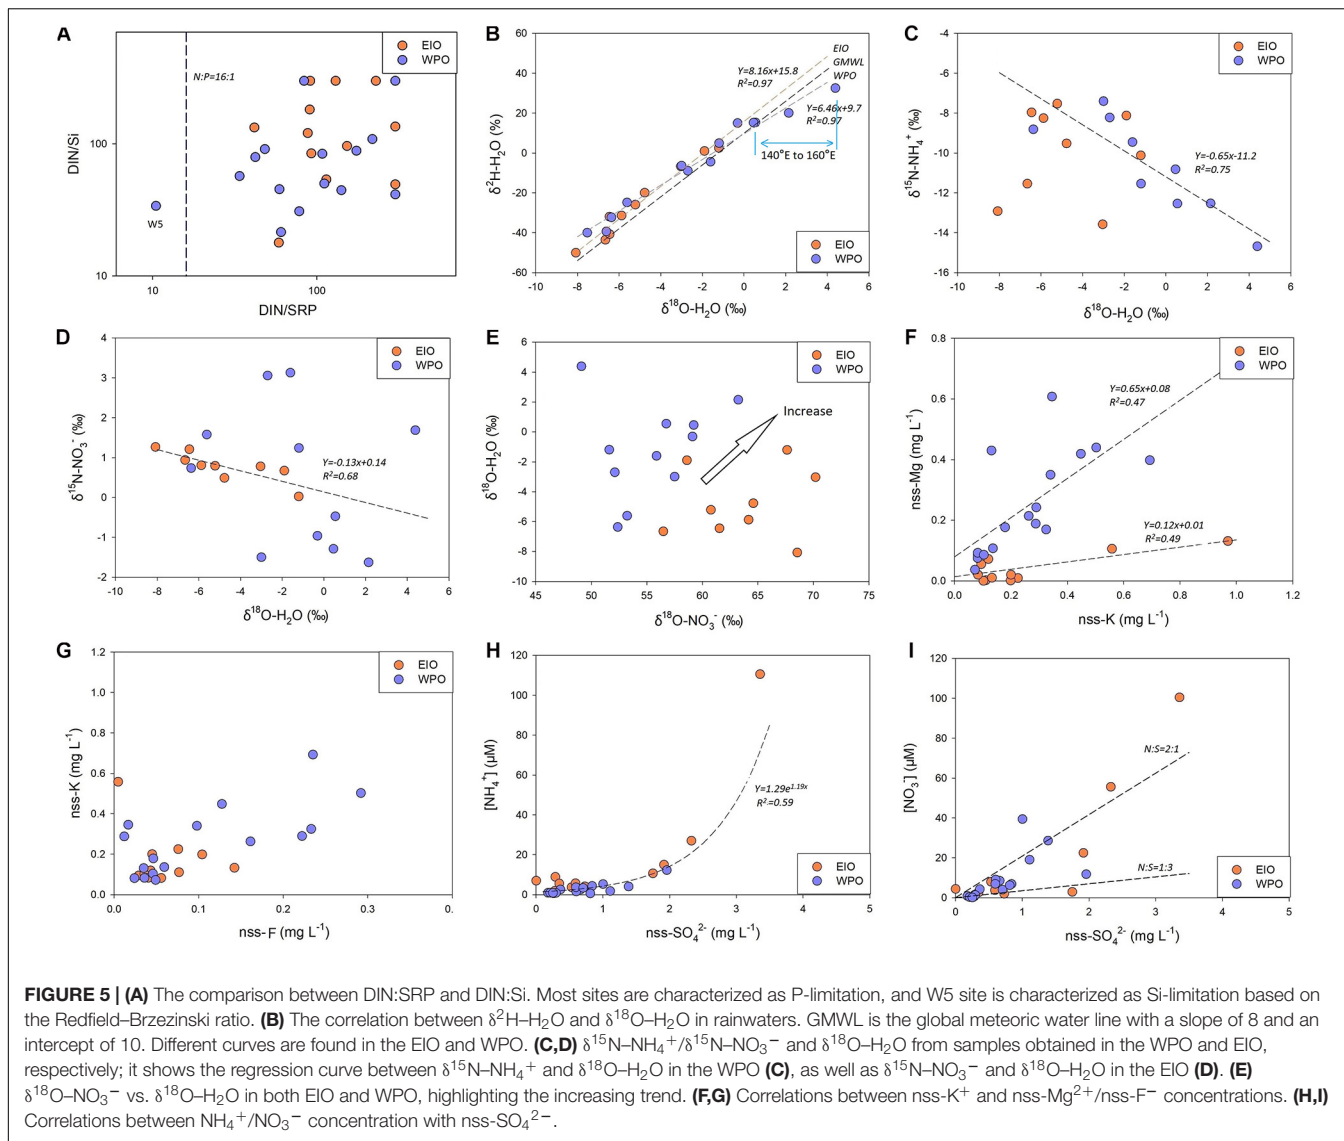 A
EIO
WPO
N:P=16:1
W5
100
10
DIN/Si
10
100
DIN/SRP
B
60
40
20
0
-20
-40
-60
δ²H-H₂O (%)
EIO
GMWL
WPO
Y=8.16x+15.8
R²=0.97
Y=6.46x+9.7
R²=0.97
140°E to 160°E
EIO
WPO
-10 -8 -6 -4 -2 0 2 4 6
δ¹⁸O-H₂O (‰)
C
-4
-6
-8
-10
-12
-14
-16
δ¹⁵N-NH₄⁺ (‰)
EIO
WPO
Y=-0.65x-11.2
R²=0.75
-10 -8 -6 -4 -2 0 2 4 6
δ¹⁸O-H₂O (‰)
D
4
3
2
1
0
-1
-2
δ¹⁵N-NO₃⁻ (‰)
EIO
WPO
Y=-0.13x+0.14
R²=0.68
-10 -8 -6 -4 -2 0 2 4 6
δ¹⁸O-H₂O (‰)
E
6
4
2
0
-2
-4
-6
-8
-10
δ¹⁸O-H₂O (‰)
EIO
WPO
Increase
45 50 55 60 65 70 75
δ¹⁸O-NO₃⁻ (‰)
F
0.8
0.6
0.4
0.2
0.0
nss-Mg (mg L⁻¹)
EIO
WPO
Y=0.65x+0.08
R²=0.47
Y=0.12x+0.01
R²=0.49
0.0 0.2 0.4 0.6 0.8 1.0 1.2
nss-K (mg L⁻¹)
G
1.2
1.0
0.8
0.6
0.4
0.2
0.0
nss-K (mg L⁻¹)
EIO
WPO
0.0 0.1 0.2 0.3 0.
nss-F (mg L⁻¹)
H
120
100
80
60
40
20
0
[NH₄⁺] (µM)
Y=1.29e^1.19x
R²=0.59
EIO
WPO
0 1 2 3 4 5
nss-SO₄²⁻ (mg L⁻¹)
I
120
100
80
60
40
20
0
[NO₃⁻] (µM)
N:S=2:1
N:S=1:3
EIO
WPO
0 1 2 3 4 5
nss-SO₄²⁻ (mg L⁻¹)
FIGURE 5 | (A) The comparison between DIN:SRP and DIN:Si. Most sites are characterized as P-limitation, and W5 site is characterized as Si-limitation based on
the Redfield–Brzezinski ratio. (B) The correlation between δ²H–H₂O and δ¹⁸O–H₂O in rainwaters. GMWL is the global meteoric water line with a slope of 8 and an
intercept of 10. Different curves are found in the EIO and WPO. (C,D) δ¹⁵N–NH₄⁺/δ¹⁵N–NO₃⁻ and δ¹⁸O–H₂O from samples obtained in the WPO and EIO,
respectively; it shows the regression curve between δ¹⁵N–NH₄⁺ and δ¹⁸O–H₂O in the WPO (C), as well as δ¹⁵N–NO₃⁻ and δ¹⁸O–H₂O in the EIO (D). (E)
δ¹⁸O–NO₃⁻ vs. δ¹⁸O–H₂O in both EIO and WPO, highlighting the increasing trend. (F,G) Correlations between nss-K⁺ and nss-Mg²⁺/nss-F⁻ concentrations. (H,I)
Correlations between NH₄⁺/NO₃⁻ concentration with nss-SO₄²⁻.